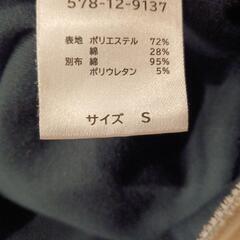 578-12-9137
表地 ポリエステル 72%
綿 28%
別布 綿 95%
ポリウレタン 5%
サイズ S